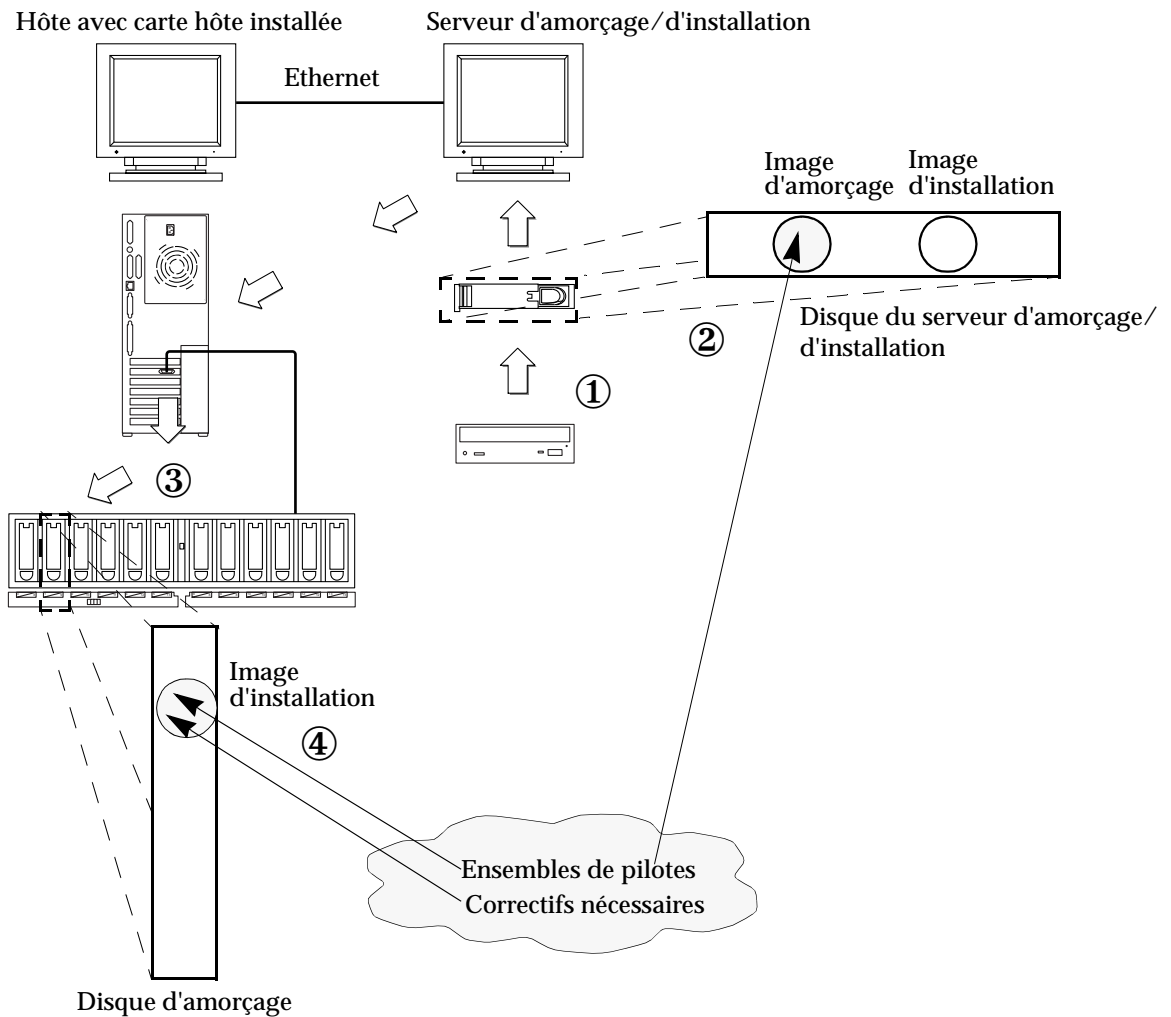 Hôte avec carte hôte installée
Serveur d'amorçage/d'installation
Ethernet
Image
d'amorçage
Image
d'installation
Disque du serveur d'amorçage/
d'installation
②
①
③
Image
d'installation
④
Ensembles de pilotes
Correctifs nécessaires
Disque d'amorçage